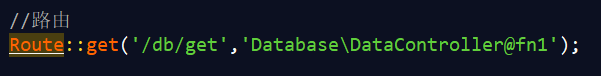 //路由
Route::get('/db/get','Database\DataController@fn1');